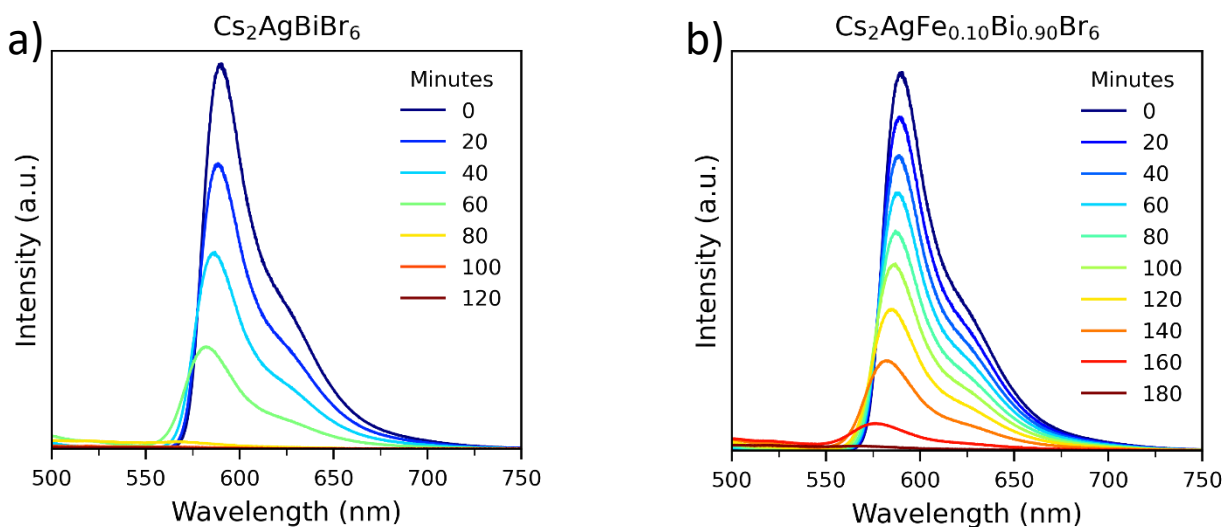 a)
Cs₂AgBiBr₆
Intensity (a.u.)
Minutes
0
20
40
60
80
100
120
500 550 600 650 700 750
Wavelength (nm)
b)
Cs₂AgFe₀.₁₀Bi₀.₉₀Br₆
Intensity (a.u.)
Minutes
0
20
40
60
80
100
120
140
160
180
500 550 600 650 700 750
Wavelength (nm)